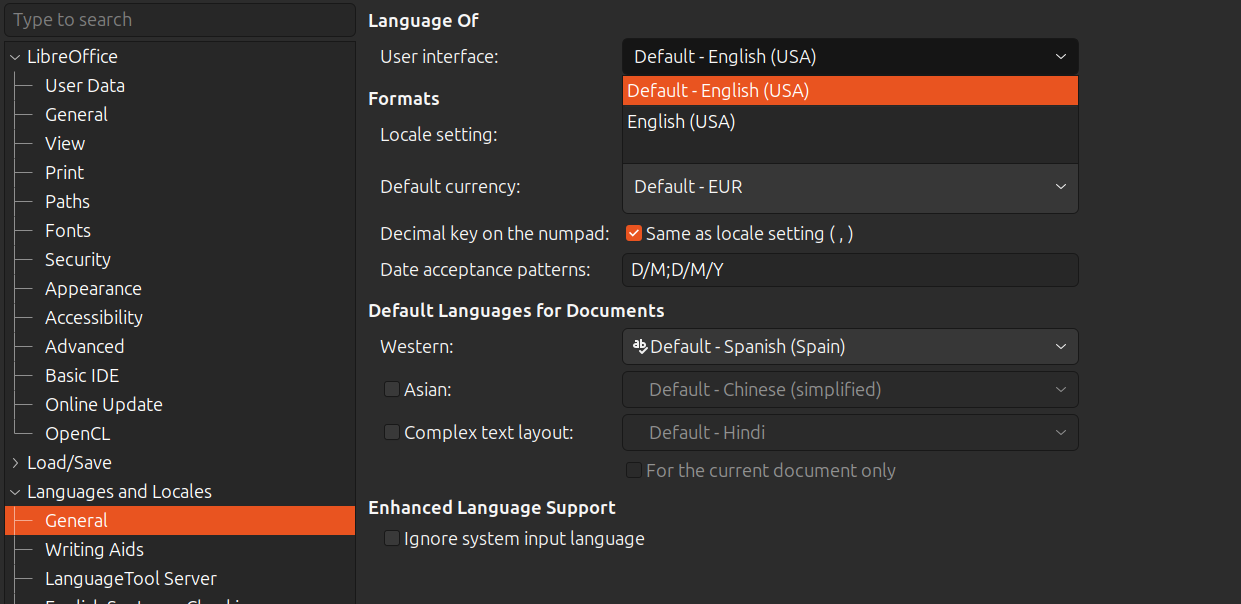 Type to search
LibreOffice
User Data
General
View
Print
Paths
Fonts
Security
Appearance
Accessibility
Advanced
Basic IDE
Online Update
OpenCL
Load/Save
Languages and Locales
General
Writing Aids
LanguageTool Server
Language Of
User interface:
Default - English (USA)
Default - English (USA)
English (USA)
Formats
Locale setting:
Default currency:
Default - EUR
Decimal key on the numpad:
Same as locale setting ( , )
Date acceptance patterns:
D/M;D/M/Y
Default Languages for Documents
Western:
Default - Spanish (Spain)
Asian:
Default - Chinese (simplified)
Complex text layout:
Default - Hindi
For the current document only
Enhanced Language Support
Ignore system input language